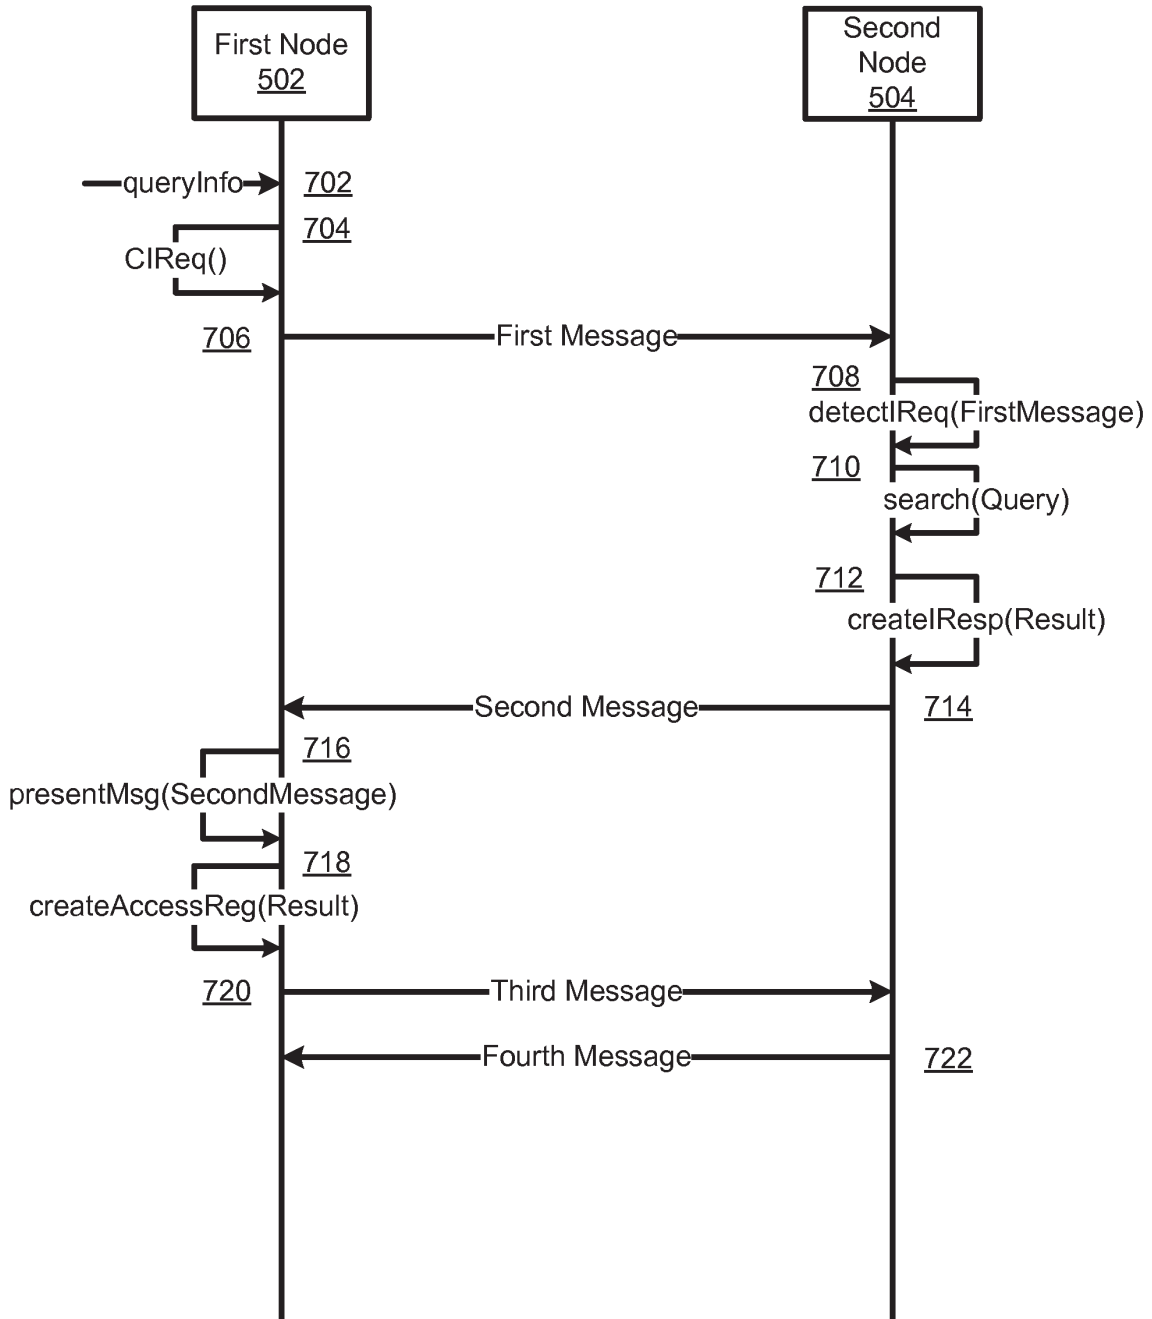 First Node
502
Second
Node
504
queryInfo
702
704
CIReq()
706
First Message
708
detectIReq(FirstMessage)
710
search(Query)
712
createIResp(Result)
Second Message
714
716
presentMsg(SecondMessage)
718
createAccessReg(Result)
720
Third Message
Fourth Message
722